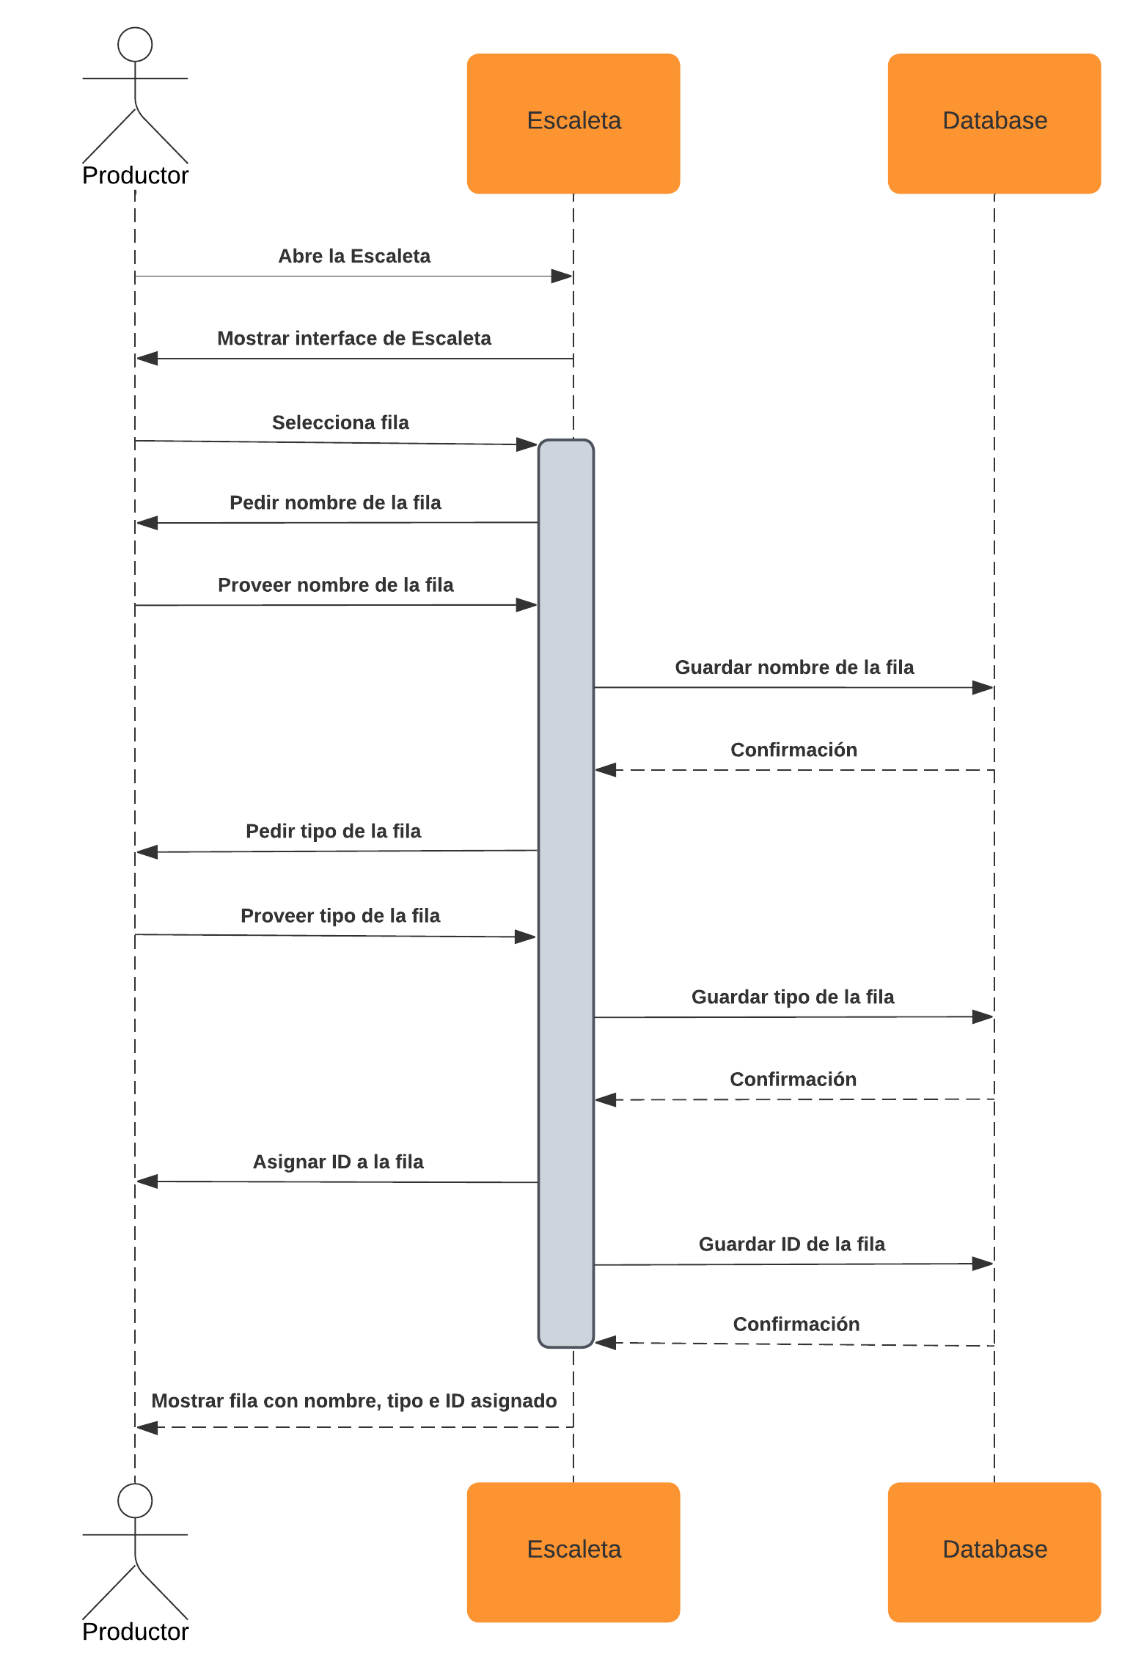 Productor
Escaleta
Database
Abre la Escaleta
Mostrar interface de Escaleta
Selecciona fila
Pedir nombre de la fila
Proveer nombre de la fila
Guardar nombre de la fila
Confirmación
Pedir tipo de la fila
Proveer tipo de la fila
Guardar tipo de la fila
Confirmación
Asignar ID a la fila
Guardar ID de la fila
Confirmación
Mostrar fila con nombre, tipo e ID asignado
Escaleta
Database
Productor